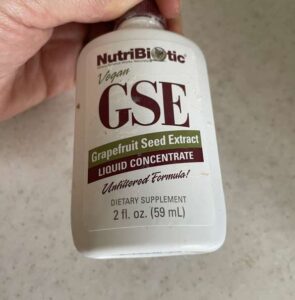 NutriBiotic®
Vegan
GSE
Grapefruit Seed Extract
LIQUID CONCENTRATE
Unfiltered Formula!
DIETARY SUPPLEMENT
2 fl. oz. (59 mL)